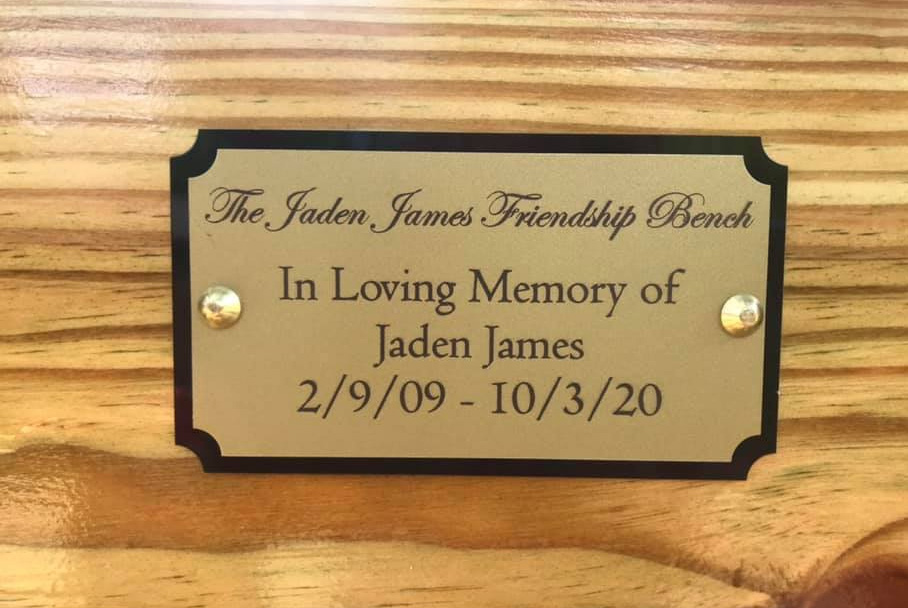 The Jaden James Friendship Bench
In Loving Memory of
Jaden James
2/9/09 - 10/3/20